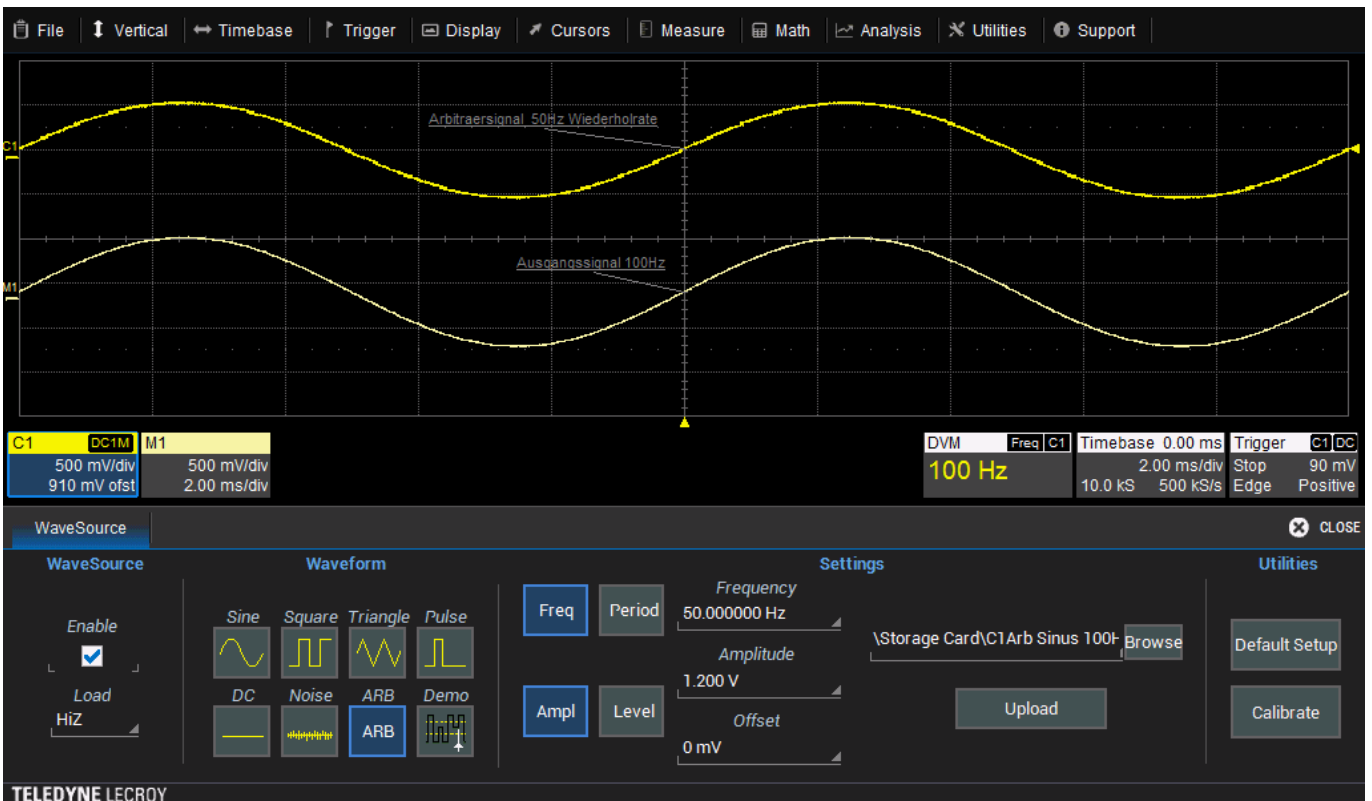 File Vertical Timebase Trigger Display Cursors Measure Math Analysis Utilities Support
Arbitraersignal 50Hz Wiederholrate
C1
Ausgangssignal 100Hz
M1
C1 DC1M
500 mV/div
910 mV ofst
M1
500 mV/div
2.00 ms/div
DVM Freq C1
100 Hz
Timebase 0.00 ms
2.00 ms/div
10.0 kS 500 kS/s
Trigger C1 DC
Stop 90 mV
Edge Positive
WaveSource
CLOSE
WaveSource
Enable
Load
HiZ
Waveform
Sine Square Triangle Pulse
DC Noise ARB Demo
ARB
Settings
Freq Period
Ampl Level
Frequency
50.000000 Hz
Amplitude
1.200 V
Offset
0 mV
\Storage Card\C1Arb Sinus 100H
Browse
Upload
Utilities
Default Setup
Calibrate
TELEDYNE LECROY